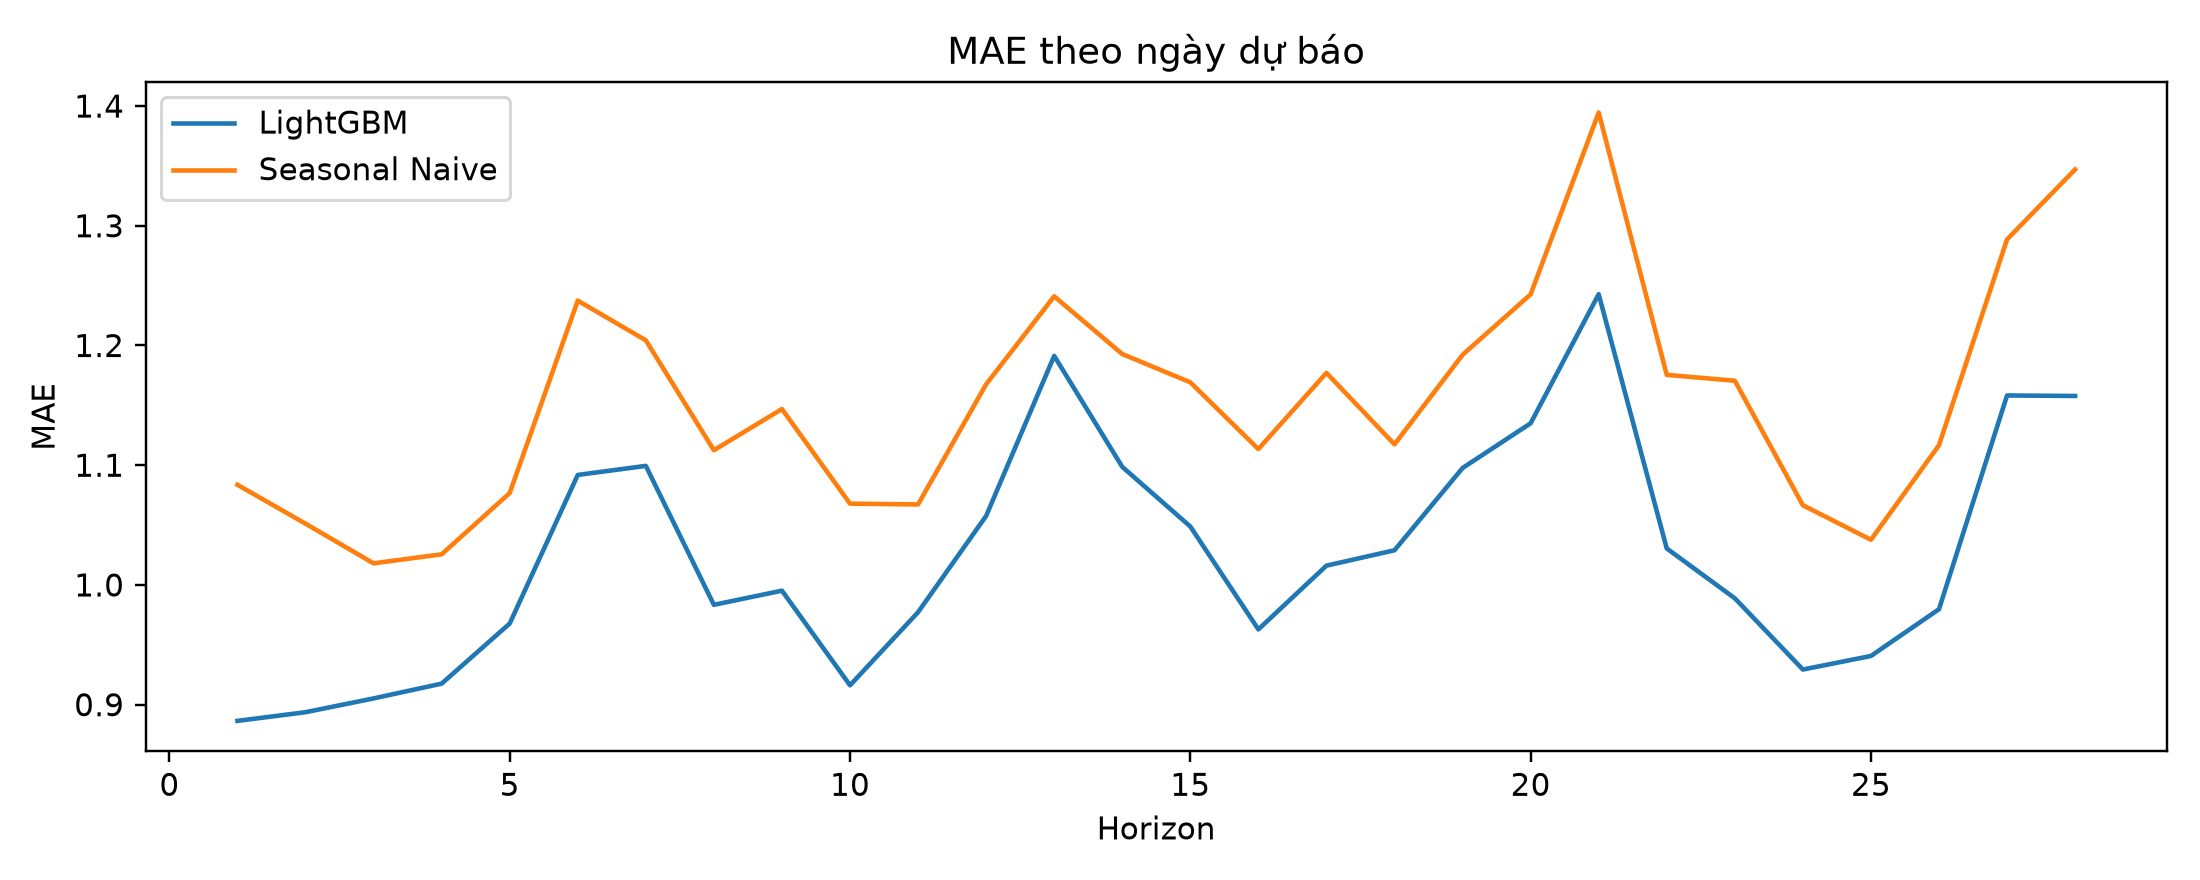 MAE theo ngày dự báo
LightGBM
Seasonal Naive
MAE
1.4
1.3
1.2
1.1
1.0
0.9
0 5 10 15 20 25
Horizon